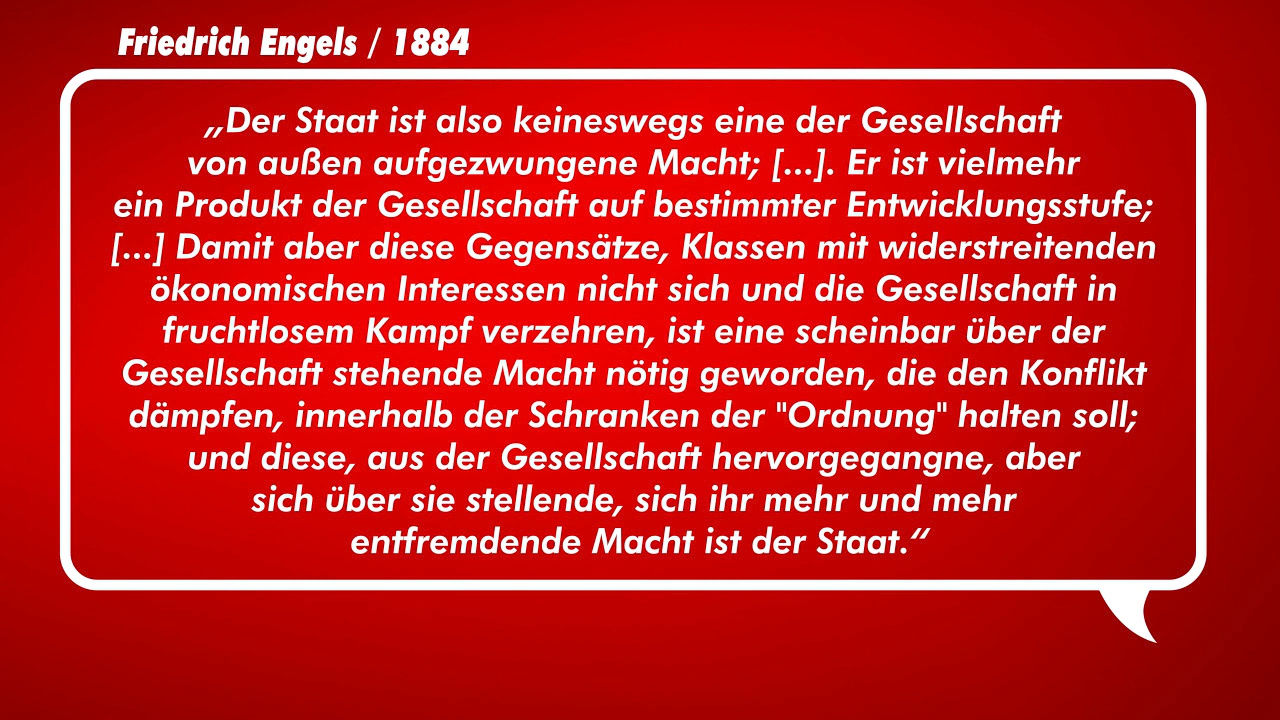 Friedrich Engels / 1884
„Der Staat ist also keineswegs eine der Gesellschaft
von außen aufgezwungene Macht; [...]. Er ist vielmehr
ein Produkt der Gesellschaft auf bestimmter Entwicklungsstufe;
[...] Damit aber diese Gegensätze, Klassen mit widerstreitenden
ökonomischen Interessen nicht sich und die Gesellschaft in
fruchtlosem Kampf verzehren, ist eine scheinbar über der
Gesellschaft stehende Macht nötig geworden, die den Konflikt
dämpfen, innerhalb der Schranken der "Ordnung" halten soll;
und diese, aus der Gesellschaft hervorgegangne, aber
sich über sie stellende, sich ihr mehr und mehr
entfremdende Macht ist der Staat.“